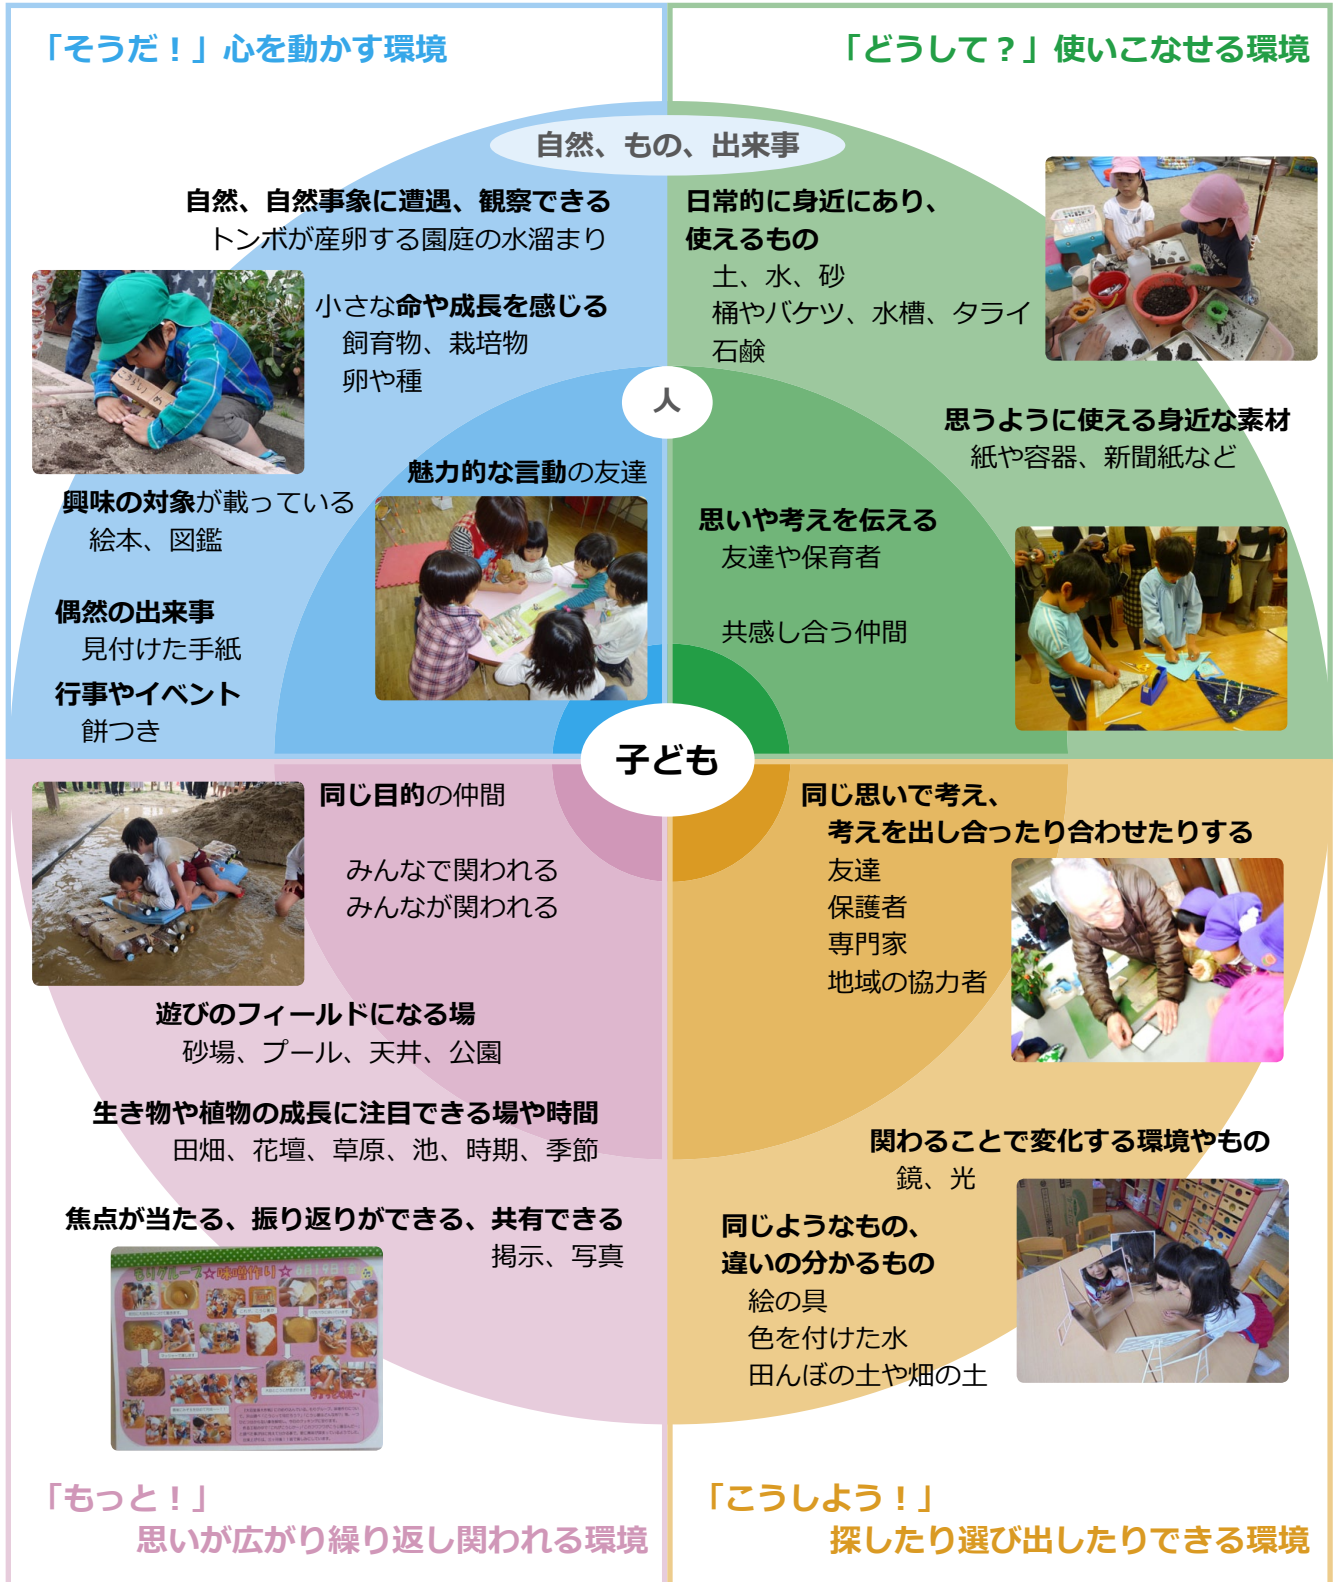 「そうだ！」心を動かす環境
「どうして？」使いこなせる環境
自然、もの、出来事
自然、自然事象に遭遇、観察できる
トンボが産卵する園庭の水溜まり
小さな命や成長を感じる
飼育物、栽培物
卵や種
興味の対象が載っている
絵本、図鑑
偶然の出来事
見付けた手紙
行事やイベント
餅つき
魅力的な言動の友達
日常的に身近にあり、
使えるもの
土、水、砂
桶やバケツ、水槽、タライ
石鹸
人
思うように使える身近な素材
紙や容器、新聞紙など
思いや考えを伝える
友達や保育者
共感し合う仲間
子ども
同じ目的の仲間
みんなで関われる
みんなが関われる
遊びのフィールドになる場
砂場、プール、天井、公園
生き物や植物の成長に注目できる場や時間
田畑、花壇、草原、池、時期、季節
焦点が当たる、振り返りができる、共有できる
掲示、写真
同じ思いで考え、
考えを出し合ったり合わせたりする
友達
保護者
専門家
地域の協力者
関わることで変化する環境やもの
鏡、光
同じようなもの、
違いの分かるもの
絵の具
色を付けた水
田んぼの土や畑の土
「もっと！」
思いが広がり繰り返し関われる環境
「こうしよう！」
探したり選び出したりできる環境